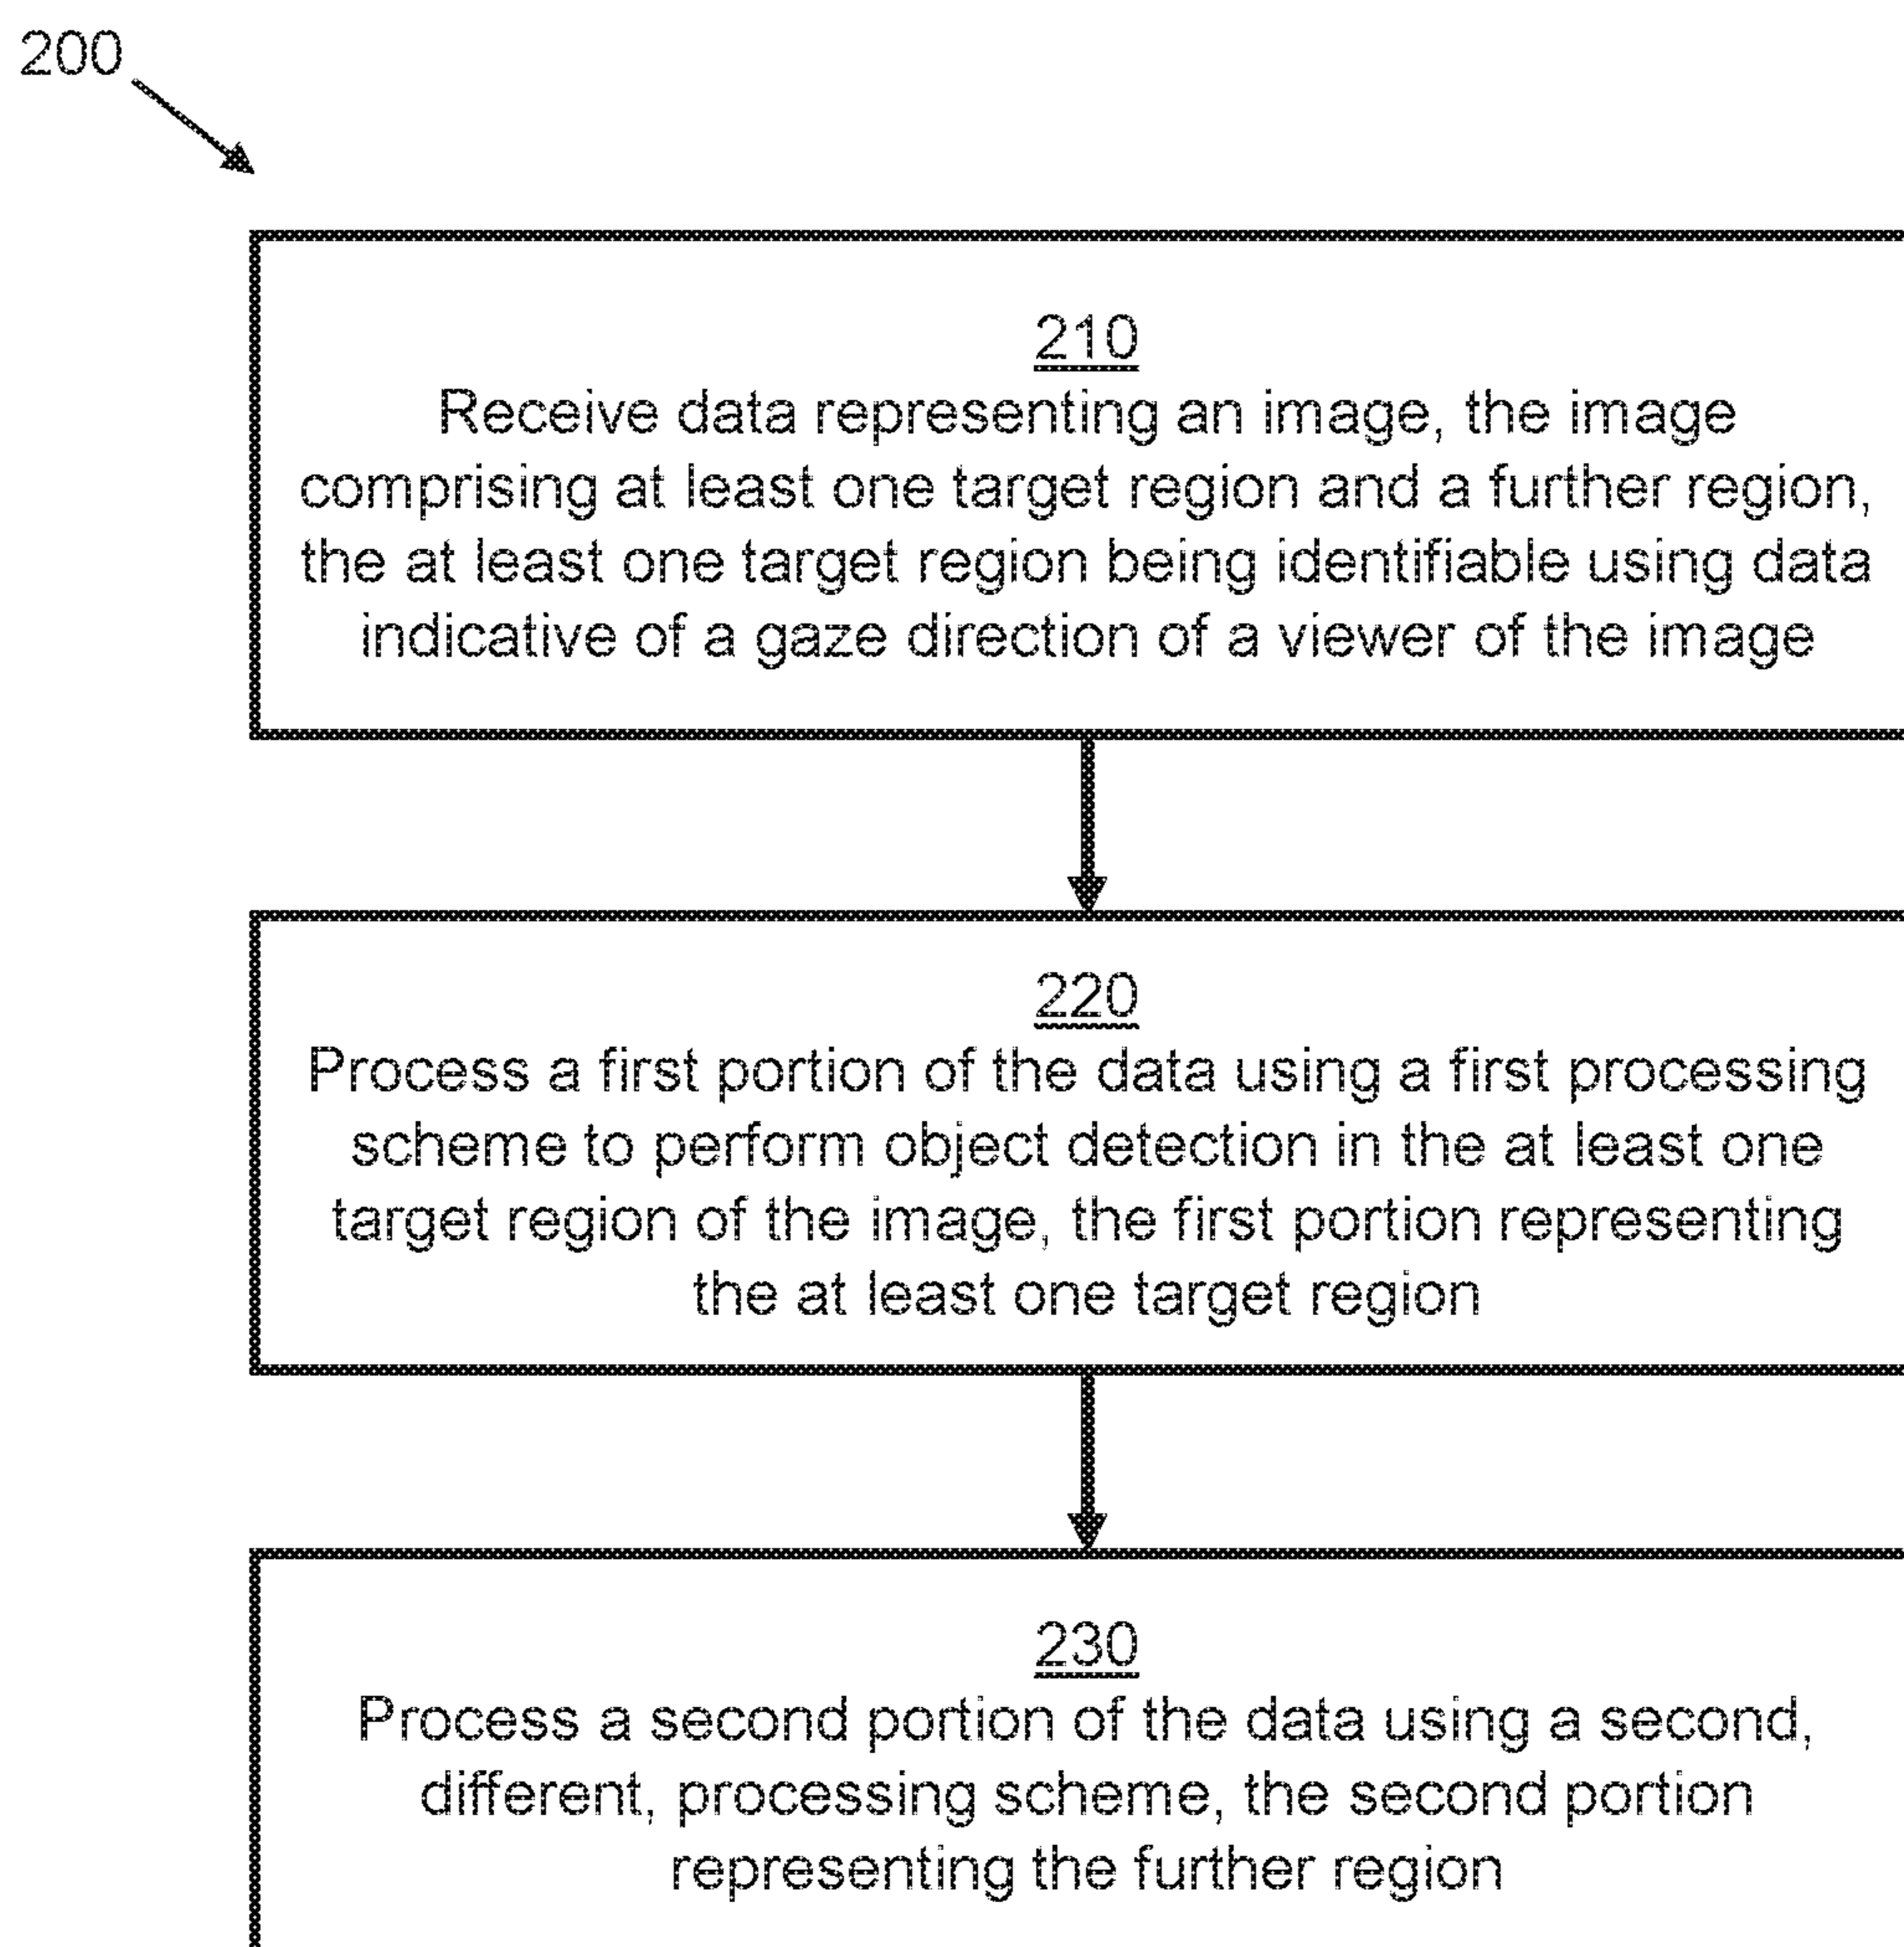 200
210
Receive data representing an image, the image
comprising at least one target region and a further region,
the at least one target region being identifiable using data
indicative of a gaze direction of a viewer of the image
220
Process a first portion of the data using a first processing
scheme to perform object detection in the at least one
target region of the image, the first portion representing
the at least one target region
230
Process a second portion of the data using a second,
different, processing scheme, the second portion
representing the further region